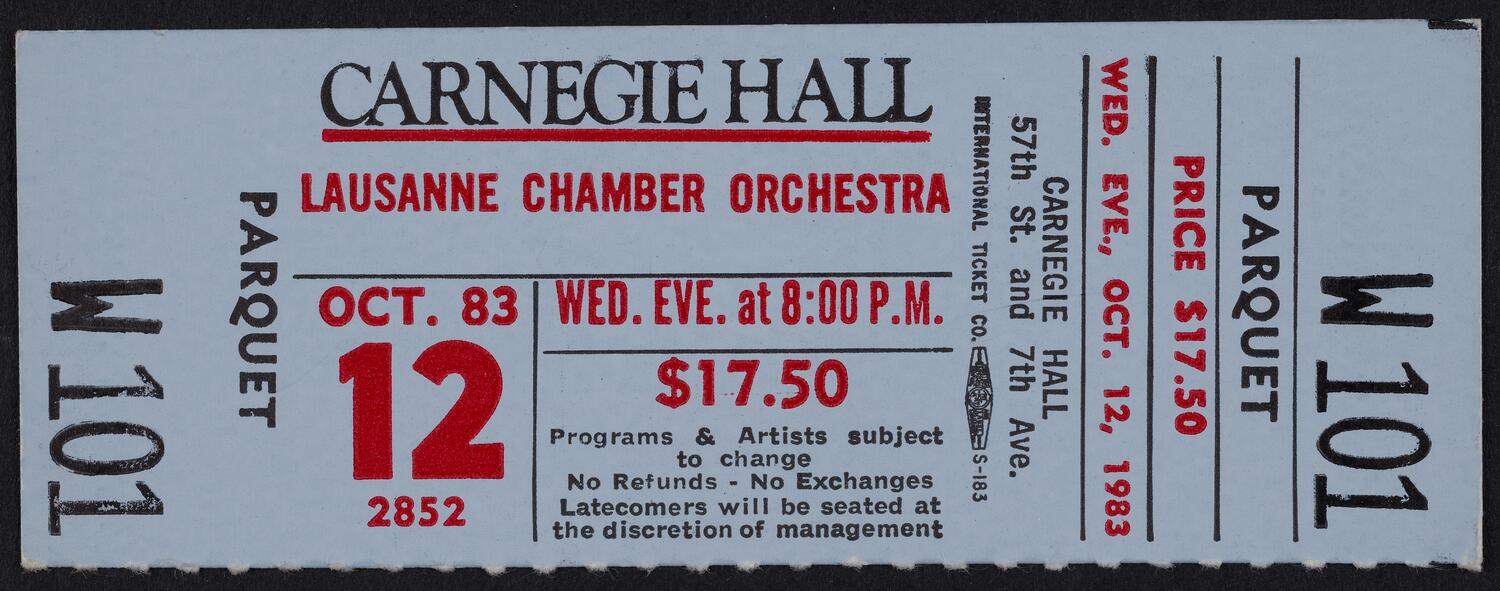 W 101
PARQUET
CARNEGIE HALL
LAUSANNE CHAMBER ORCHESTRA
OCT. 83
12
2852
WED. EVE. at 8:00 P.M.
$17.50
Programs & Artists subject
to change
No Refunds - No Exchanges
Latecomers will be seated at
the discretion of management
INTERNATIONAL TICKET CO. S-183
CARNEGIE HALL
57th St. and 7th Ave.
WED. EVE., OCT. 12, 1983
PRICE $17.50
PARQUET
W 101